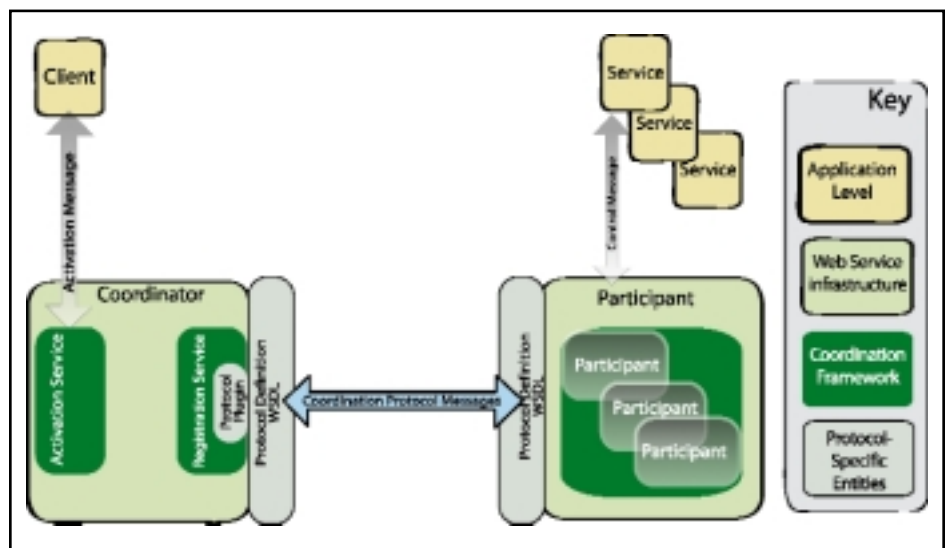 Client
Service
Service
Service
Key
Application
Level
Web Service
infrastructure
Coordination
Framework
Protocol-
Specific
Entities
Activation Message
Control Message
Coordinator
Activation Service
Registration Service
Protocol
Plugin
Protocol Definition
WSDL
Coordination Protocol Messages
Protocol Definition
WSDL
Participant
Participant
Participant
Participant